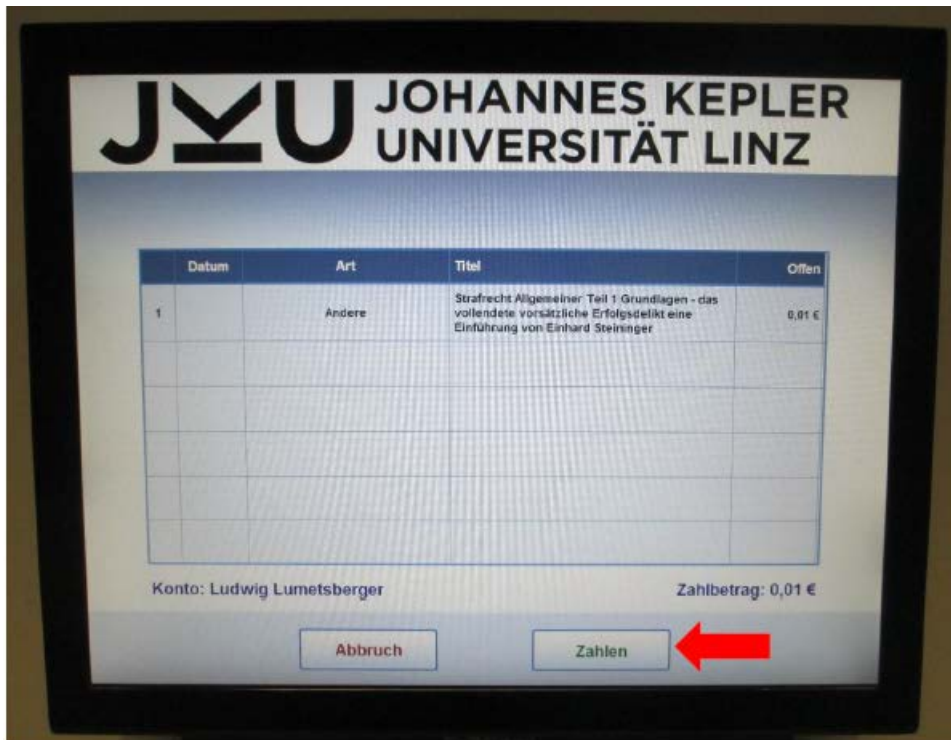 JKU JOHANNES KEPLER
UNIVERSITÄT LINZ
Datum Art Titel Offen
1 Andere Strafrecht Allgemeiner Teil 1 Grundlagen - das
vollendete vorsätzliche Erfolgsdelikt eine
Einführung von Einhard Steininger 0,01 €
Konto: Ludwig Lumetsberger Zahlbetrag: 0,01 €
Abbruch Zahlen